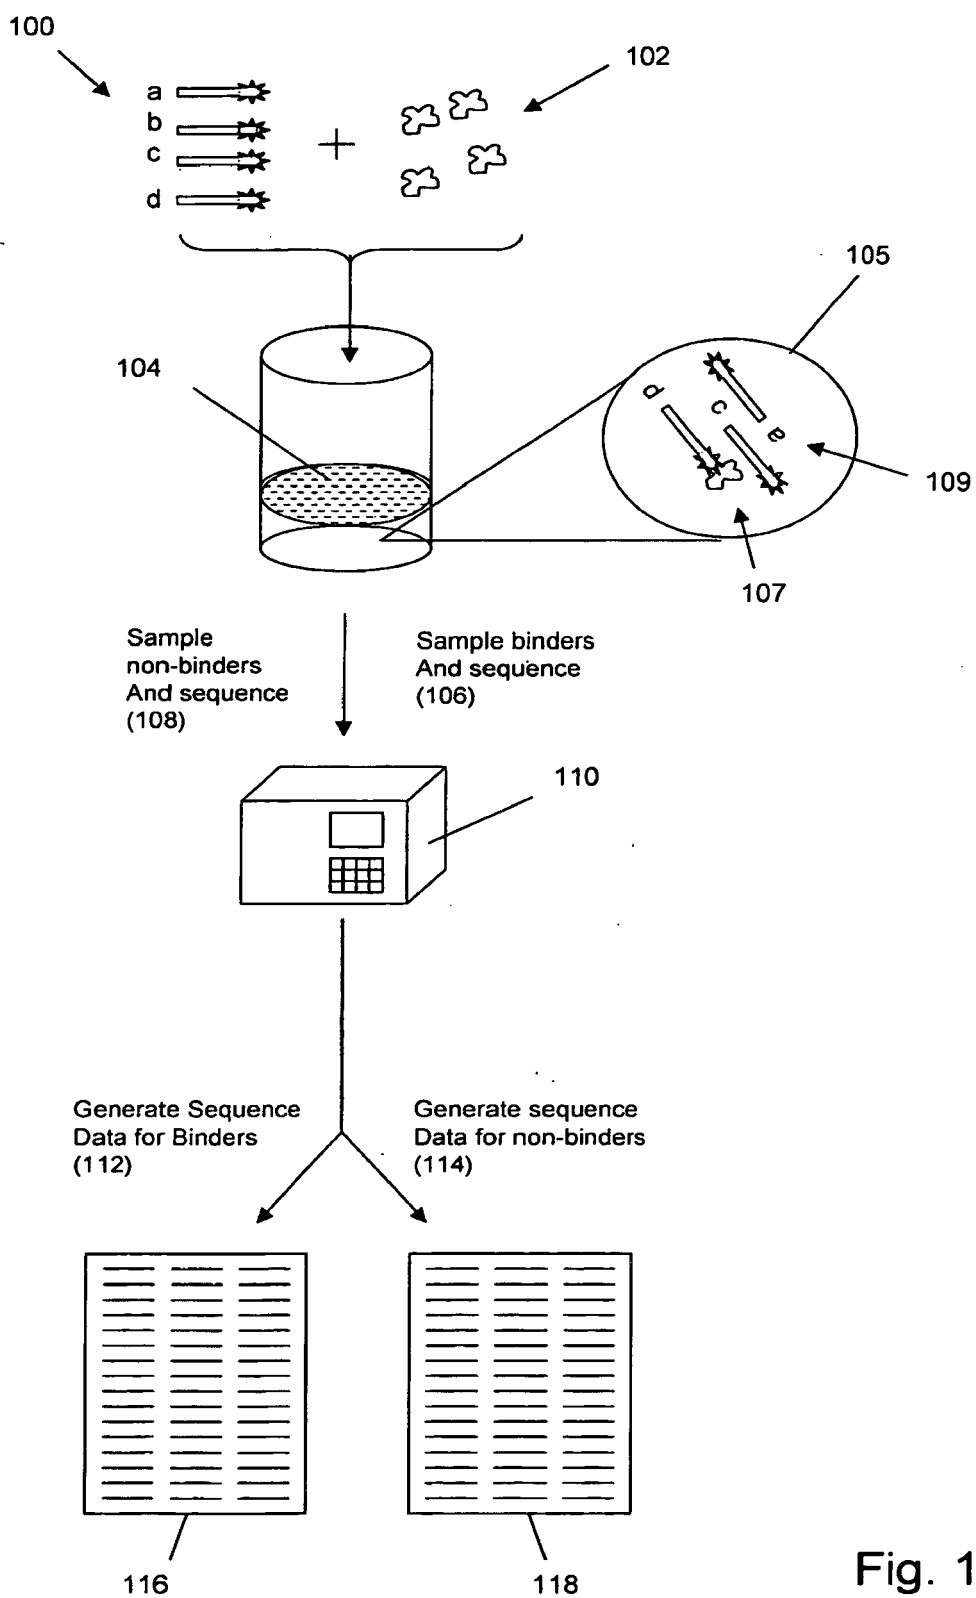 100
102
a
b
c
d
105
104
d
c
a
109
107
Sample
non-binders
And sequence
(108)
Sample binders
And sequence
(106)
110
Generate Sequence
Data for Binders
(112)
Generate sequence
Data for non-binders
(114)
116
118
Fig. 1